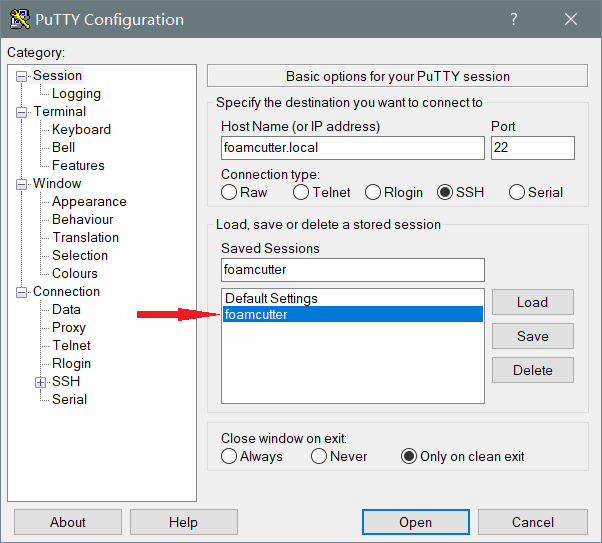 PuTTY Configuration
Category:
Session
Logging
Terminal
Keyboard
Bell
Features
Window
Appearance
Behaviour
Translation
Selection
Colours
Connection
Data
Proxy
Telnet
Rlogin
SSH
Serial
Basic options for your PuTTY session
Specify the destination you want to connect to
Host Name (or IP address) Port
foamcutter.local 22
Connection type:
Raw Telnet Rlogin SSH Serial
Load, save or delete a stored session
Saved Sessions
foamcutter
Default Settings
foamcutter
Load
Save
Delete
Close window on exit:
Always Never Only on clean exit
About Help Open Cancel